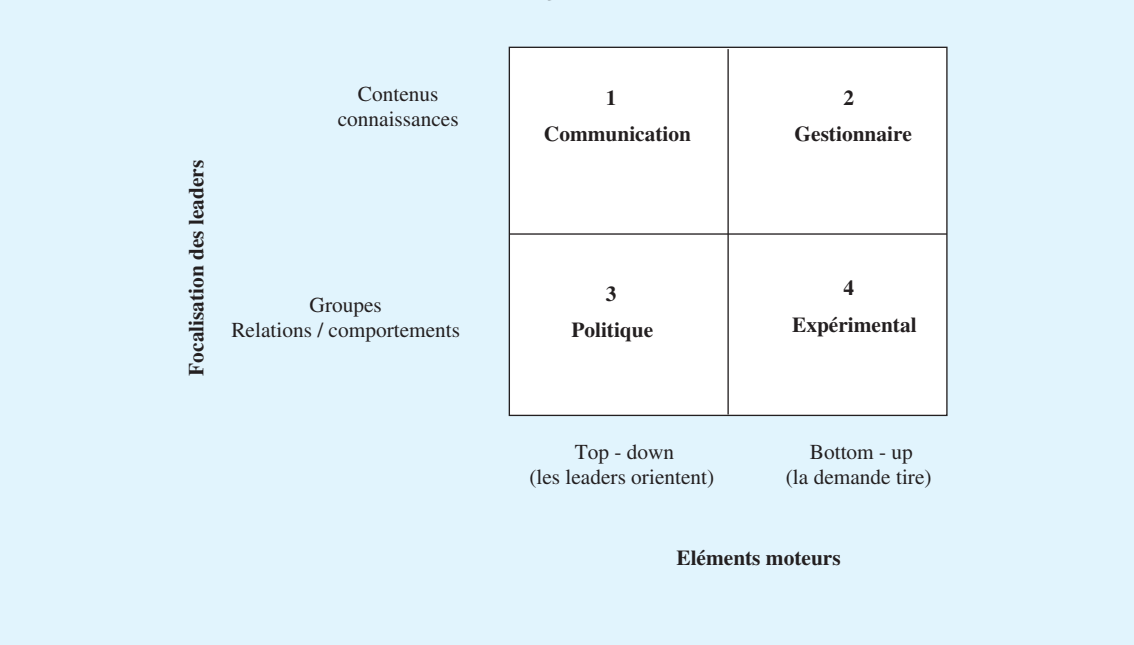 Contenus
connaissances
1
Communication
2
Gestionnaire
Focalisation des leaders
Groupes
Relations / comportements
3
Politique
4
Expérimental
Top - down
(les leaders orientent)
Bottom - up
(la demande tire)
Eléments moteurs